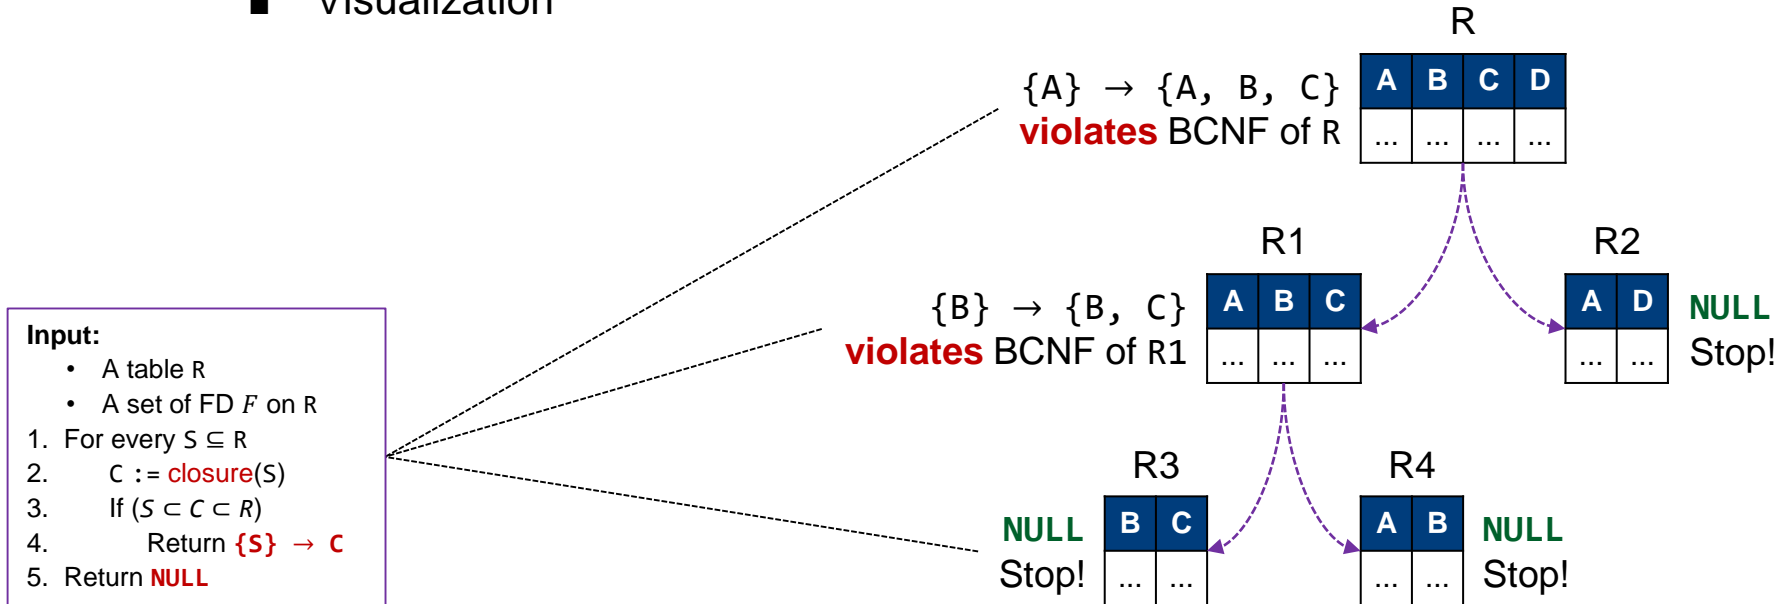 ■ Visualization
R
{A} → {A, B, C}
violates BCNF of R
A B C D
... ... ... ...
R1
R2
{B} → {B, C}
violates BCNF of R1
A B C
... ... ...
A D
... ...
NULL
Stop!
Input:
• A table R
• A set of FD F on R
1. For every S ⊆ R
2. C := closure(S)
3. If (S ⊂ C ⊂ R)
4. Return {S} → C
5. Return NULL
R3
R4
NULL
Stop!
B C
... ...
A B
... ...
NULL
Stop!